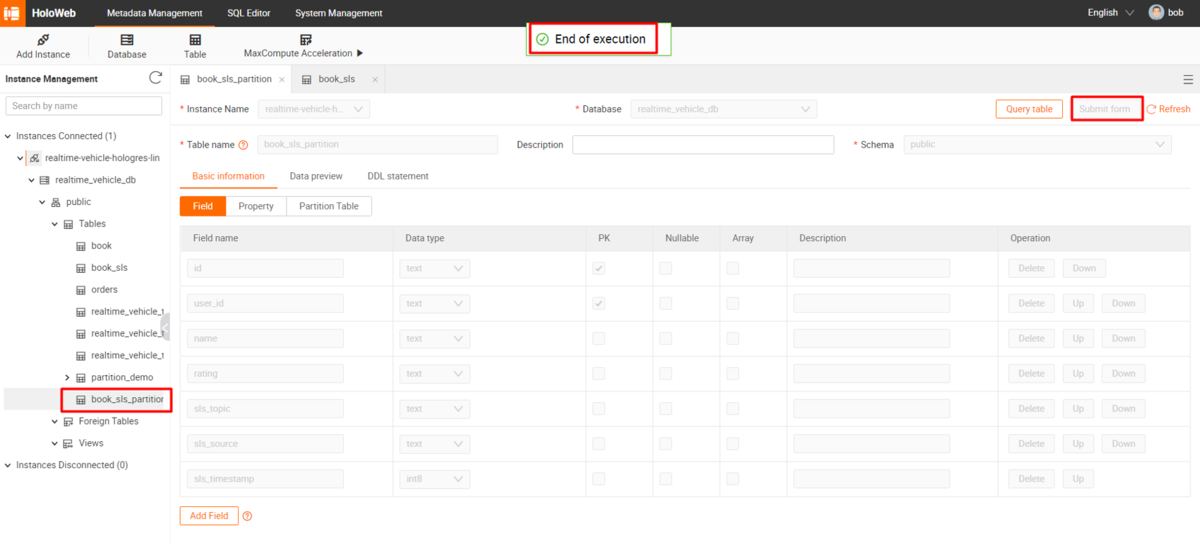 HoloWeb Metadata Management SQL Editor System Management English bob
End of execution
Add Instance Database Table MaxCompute Acceleration
Instance Management
Search by name
Instances Connected (1)
realtime-vehicle-hologres-lin
realtime_vehicle_db
public
Tables
book
book_sls
orders
realtime_vehicle_t
realtime_vehicle_t
realtime_vehicle_t
partition_demo
book_sls_partition
Foreign Tables
Views
Instances Disconnected (0)
book_sls_partition × book_sls ×
* Instance Name realtime-vehicle-h... * Database realtime_vehicle_db Query table Submit form Refresh
* Table name book_sls_partition Description * Schema public
Basic information Data preview DDL statement
Field Property Partition Table
Field name Data type PK Nullable Array Description Operation
id text Delete Down
user_id text Delete Up Down
name text Delete Up Down
rating text Delete Up Down
sls_topic text Delete Up Down
sls_source text Delete Up Down
sls_timestamp int8 Delete Up
Add Field